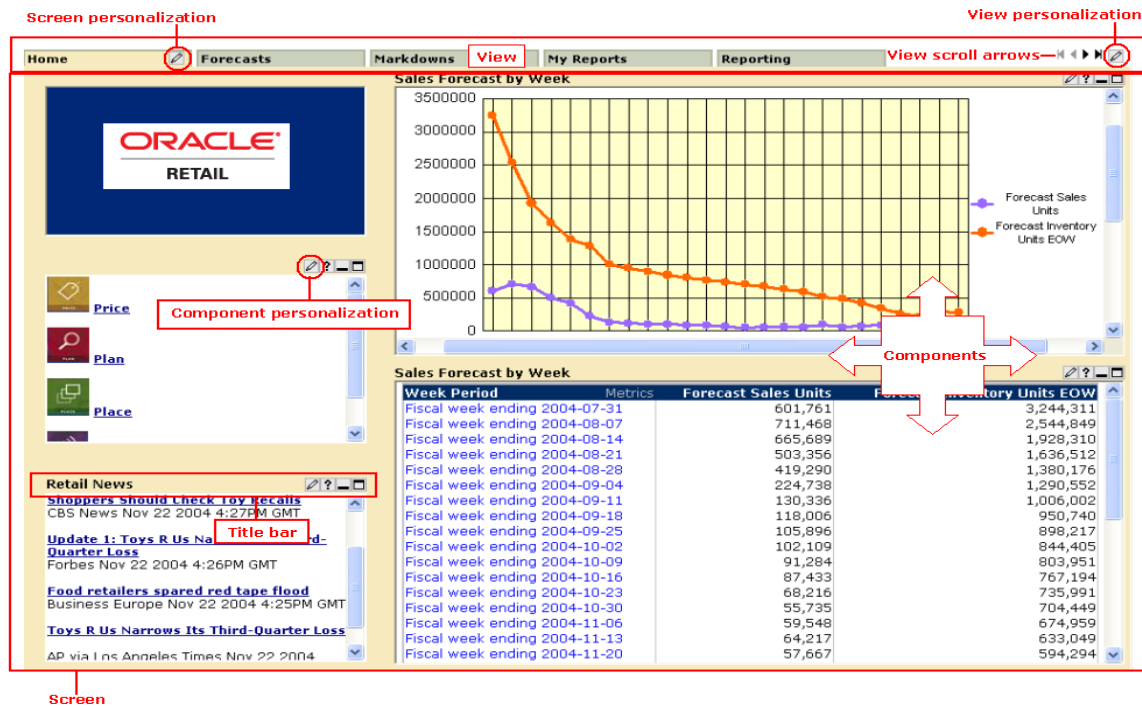 Screen personalization
View personalization
Home
Forecasts
Markdowns
View
My Reports
Reporting
View scroll arrows
ORACLE
RETAIL
Price
Plan
Place
Component personalization
Retail News
Shoppers Should Check Toy Recalls
CBS News Nov 22 2004 4:27PM GMT
Title bar
Update 1: Toys R Us Na rd-
Quarter Loss
Forbes Nov 22 2004 4:26PM GMT
Food retailers spared red tape flood
Business Europe Nov 22 2004 4:25PM GMT
Toys R Us Narrows Its Third-Quarter Loss
AP via Los Angeles Times Nov 22 2004
Sales Forecast by Week
3500000
3000000
2500000
2000000
1500000
1000000
500000
0
Forecast Sales
Units
Forecast Inventory
Units EOW
Components
Sales Forecast by Week
Week Period Metrics Forecast Sales Units Inventory Units EOW
Fiscal week ending 2004-07-31 601,761 3,244,311
Fiscal week ending 2004-08-07 711,468 2,544,849
Fiscal week ending 2004-08-14 665,689 1,928,310
Fiscal week ending 2004-08-21 503,356 1,636,512
Fiscal week ending 2004-08-28 419,290 1,380,176
Fiscal week ending 2004-09-04 224,738 1,290,552
Fiscal week ending 2004-09-11 130,336 1,006,002
Fiscal week ending 2004-09-18 118,006 950,740
Fiscal week ending 2004-09-25 105,896 898,217
Fiscal week ending 2004-10-02 102,109 844,405
Fiscal week ending 2004-10-09 91,284 803,951
Fiscal week ending 2004-10-16 87,433 767,194
Fiscal week ending 2004-10-23 68,216 735,991
Fiscal week ending 2004-10-30 55,735 704,449
Fiscal week ending 2004-11-06 59,548 674,959
Fiscal week ending 2004-11-13 64,217 633,049
Fiscal week ending 2004-11-20 57,667 594,294
Screen